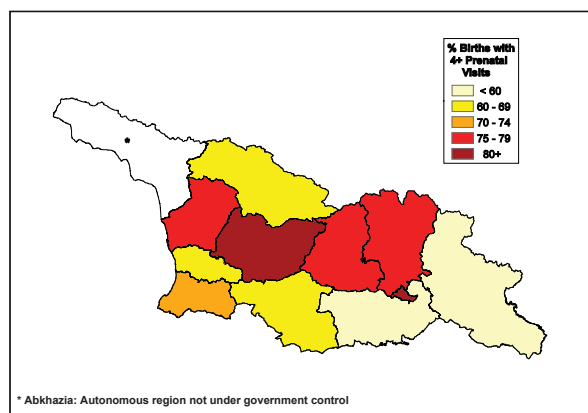 % Births with
4+ Prenatal
Visits
< 60
60 - 69
70 - 74
75 - 79
80+
*
* Abkhazia: Autonomous region not under government control